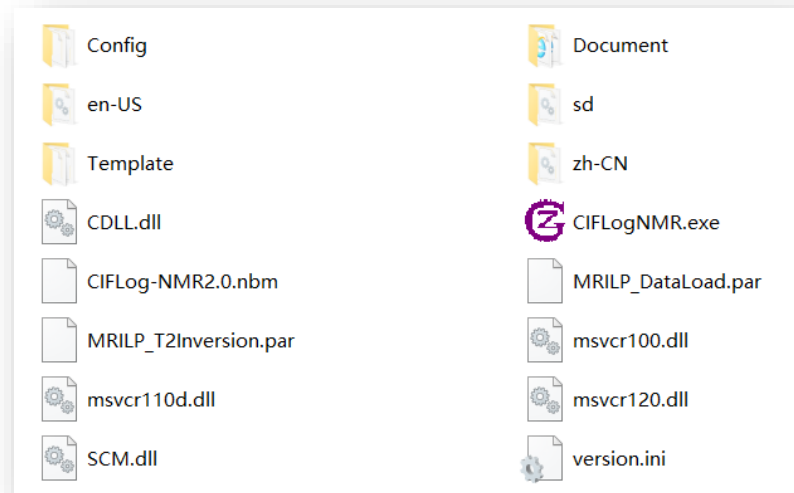 Config
Document
en-US
sd
Template
zh-CN
CDLL.dll
CIFLogNMR.exe
CIFLog-NMR2.0.nbm
MRILP_DataLoad.par
MRILP_T2Inversion.par
msvcr100.dll
msvcr110d.dll
msvcr120.dll
SCM.dll
version.ini